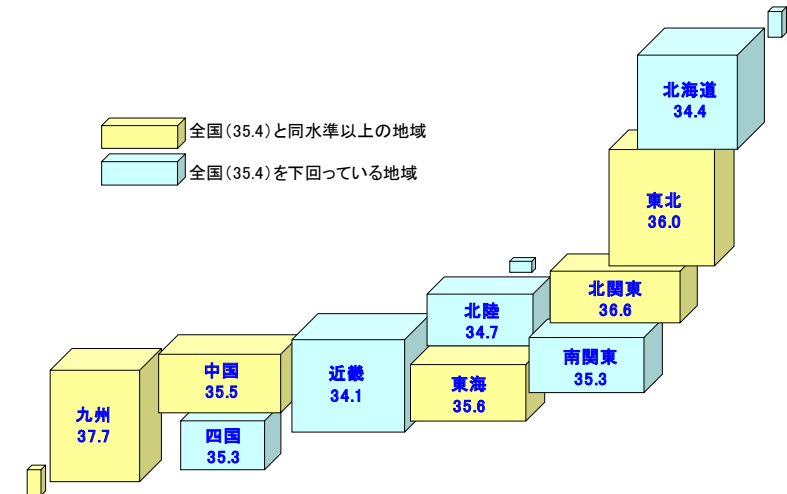 全国（35.4）と同水準以上の地域
全国（35.4）を下回っている地域
北海道
34.4
東北
36.0
北関東
36.6
北陸
34.7
南関東
35.3
東海
35.6
近畿
34.1
中国
35.5
四国
35.3
九州
37.7